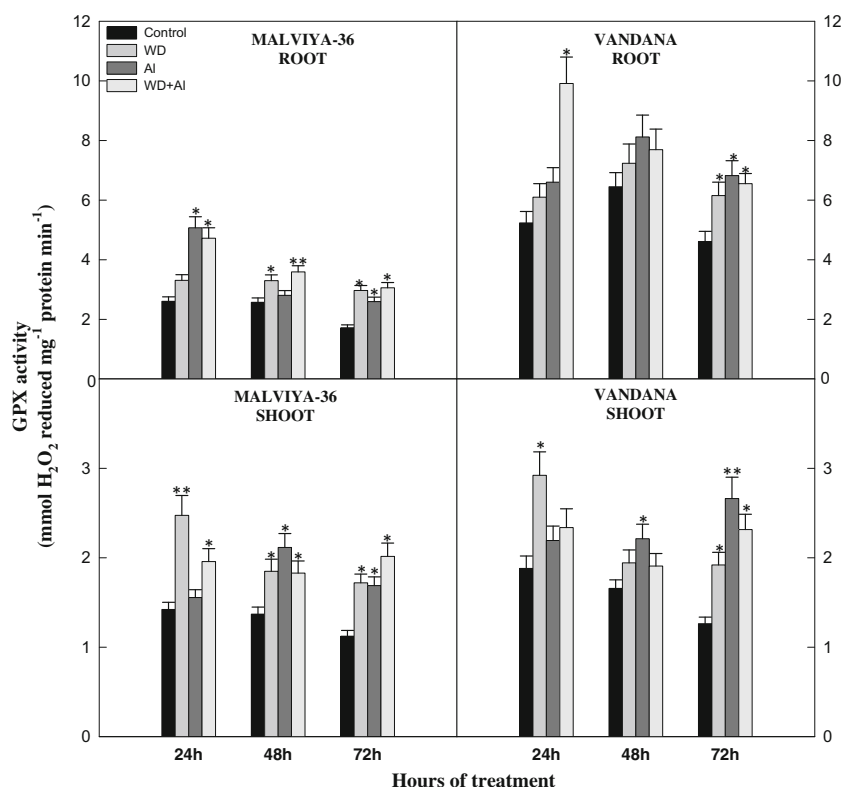 12
10
8
6
4
2
0
Control
WD
Al
WD+Al
MALVIYA-36
ROOT
* *
* **
* * *
VANDANA
ROOT
*
* * *
12
10
8
6
4
2
0
GPX activity
(mmol H₂O₂ reduced mg⁻¹ protein min⁻¹)
3
2
1
0
MALVIYA-36
SHOOT
** *
* * *
* * *
VANDANA
SHOOT
*
*
* ** *
3
2
1
0
24h 48h 72h
24h 48h 72h
Hours of treatment